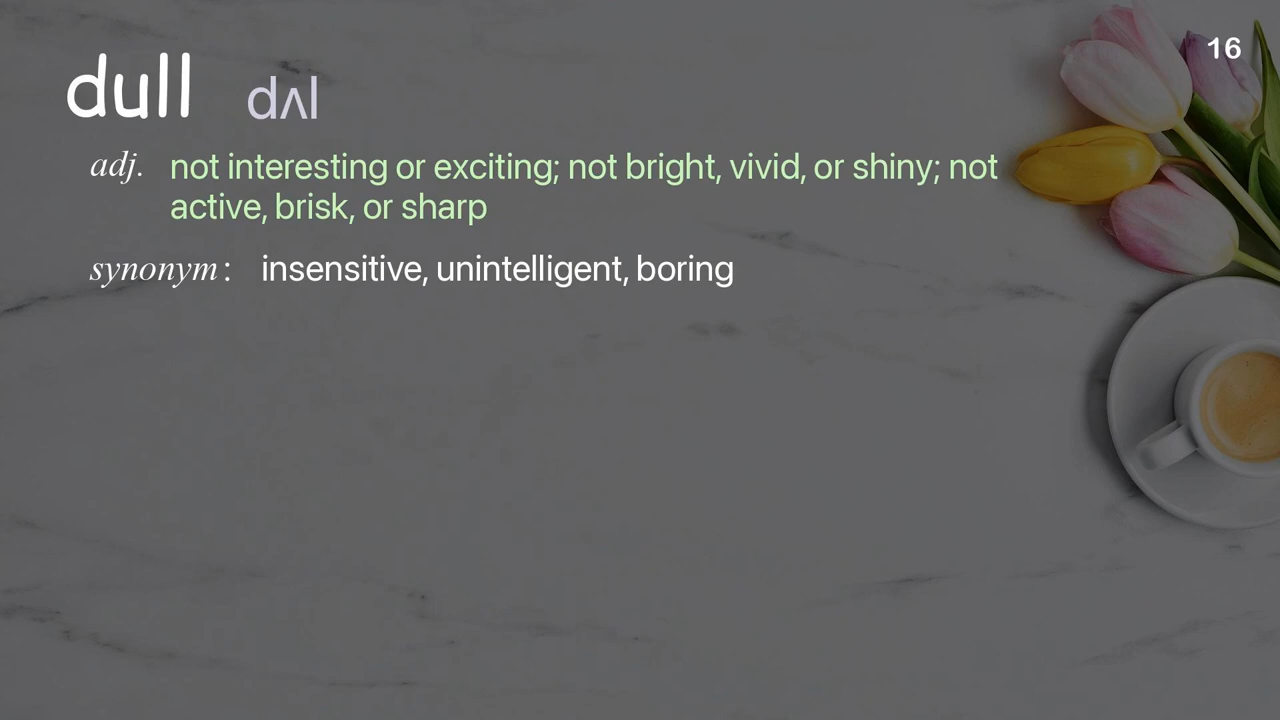 16
dull dʌl
adj. not interesting or exciting; not bright, vivid, or shiny; not
active, brisk, or sharp
synonym : insensitive, unintelligent, boring